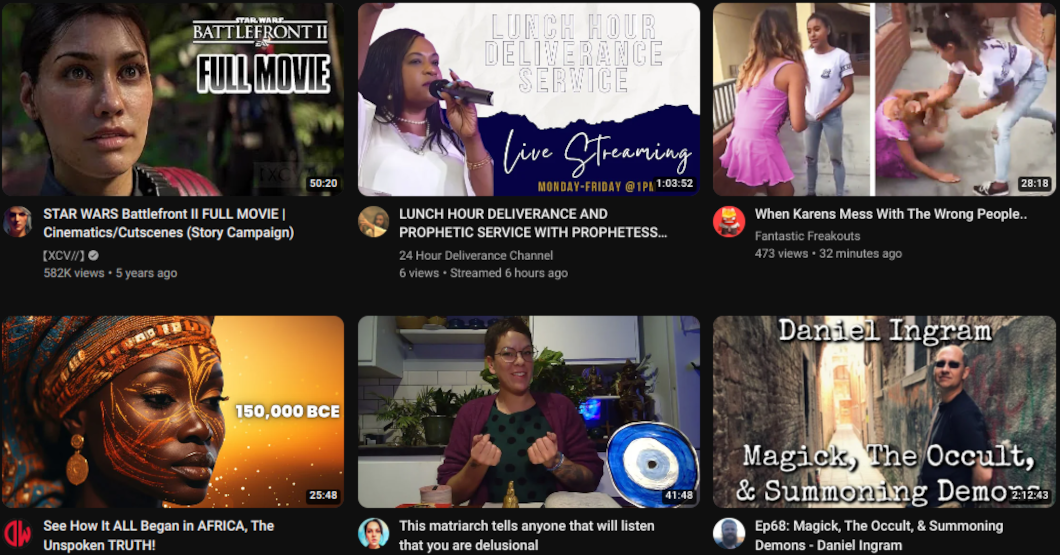 STAR WARS
BATTLEFRONT II
FULL MOVIE
50:20
STAR WARS Battlefront II FULL MOVIE |
Cinematics/Cutscenes (Story Campaign)
【XCV//】
582K views • 5 years ago
LUNCH HOUR
DELIVERANCE
SERVICE
Live Streaming
MONDAY-FRIDAY @1PM
1:03:52
LUNCH HOUR DELIVERANCE AND
PROPHETIC SERVICE WITH PROPHETESS…
24 Hour Deliverance Channel
6 views • Streamed 6 hours ago
28:18
When Karens Mess With The Wrong People..
Fantastic Freakouts
473 views • 32 minutes ago
150,000 BCE
25:48
See How It ALL Began in AFRICA, The
Unspoken TRUTH!
41:48
This matriarch tells anyone that will listen
that you are delusional
Daniel Ingram
Magick, The Occult,
& Summoning Demons
2:12:43
Ep68: Magick, The Occult, & Summoning
Demons - Daniel Ingram